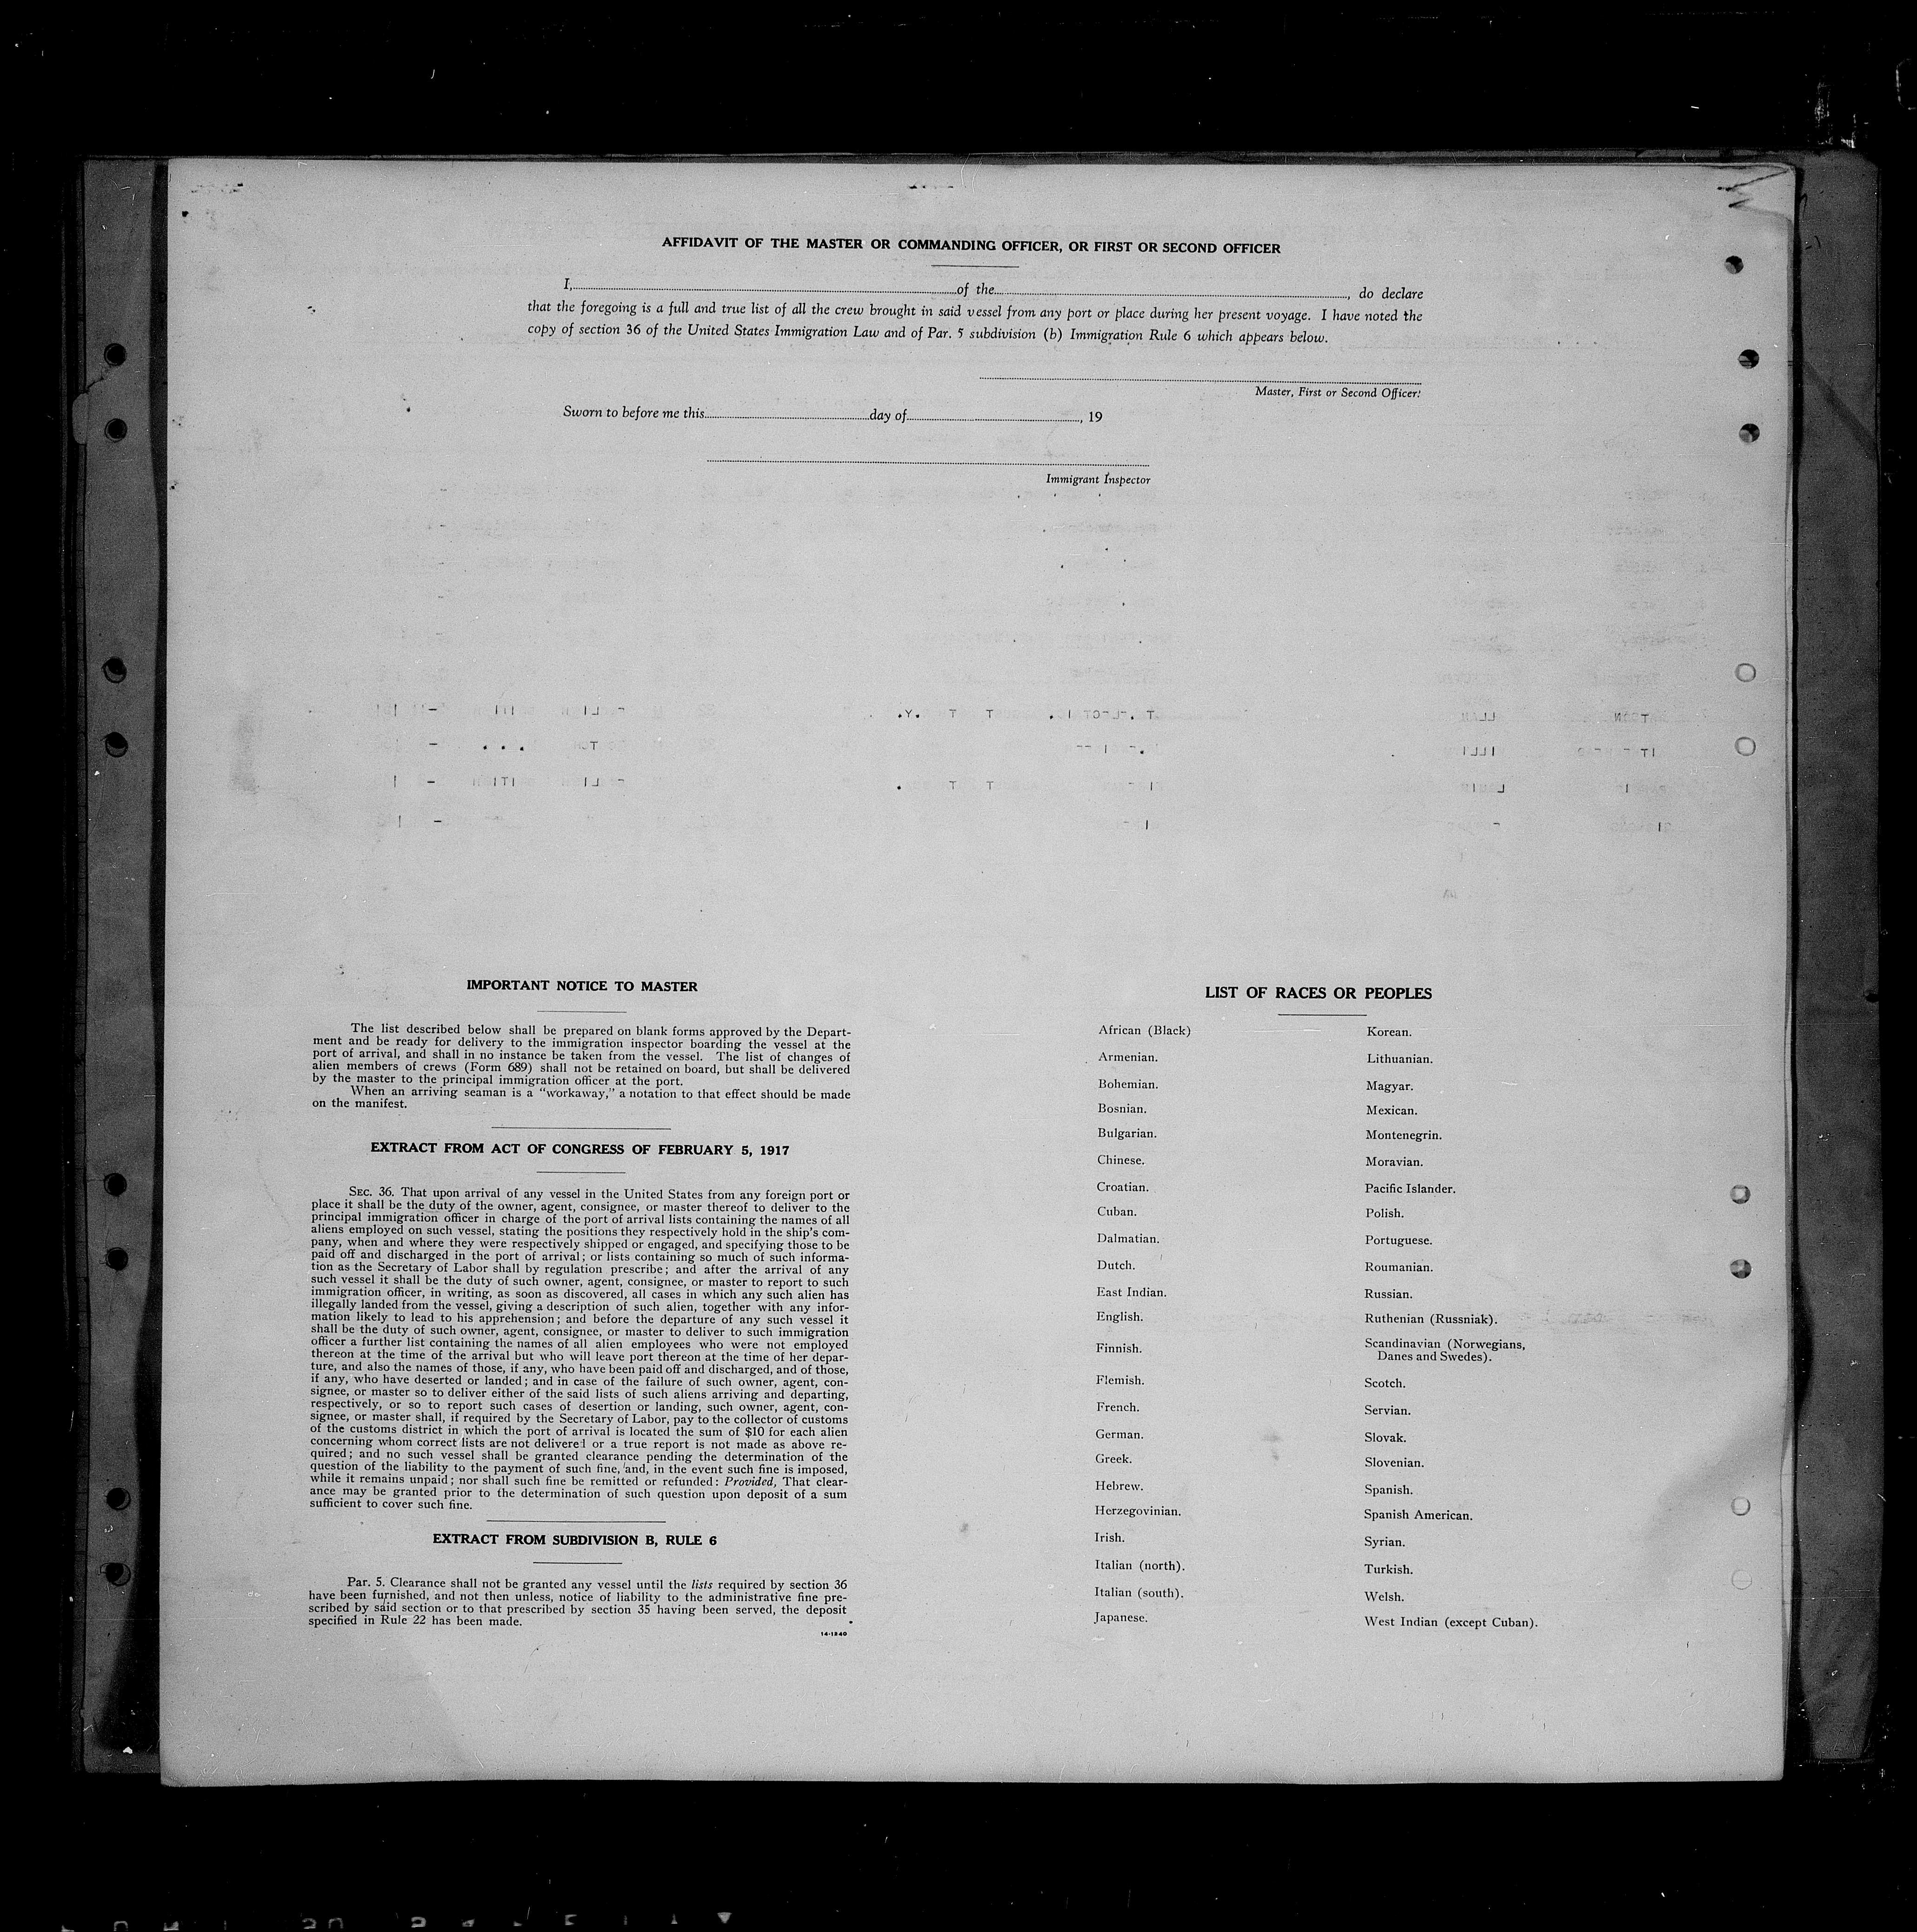 AFFIDAVIT OF THE MASTER OR COMMANDING OFFICER, OR FIRST OR SECOND OFFICER
I, of the , do declare
that the foregoing is a full and true list of all the crew brought in said vessel from any port or place during her present voyage. I have noted the
copy of section 36 of the United States Immigration Law and of Par. 5 subdivision (b) Immigration Rule 6 which appears below.
Master, First or Second Officer.
Sworn to before me this day of , 19
Immigrant Inspector
IMPORTANT NOTICE TO MASTER
The list described below shall be prepared on blank forms approved by the Depart-
ment and be ready for delivery to the immigration inspector boarding the vessel at the
port of arrival, and shall in no instance be taken from the vessel. The list of changes of
alien members of crews (Form 689) shall not be retained on board, but shall be delivered
by the master to the principal immigration officer at the port.
When an arriving seaman is a "workaway," a notation to that effect should be made
on the manifest.
EXTRACT FROM ACT OF CONGRESS OF FEBRUARY 5, 1917
SEC. 36. That upon arrival of any vessel in the United States from any foreign port or
place it shall be the duty of the owner, agent, consignee, or master thereof to deliver to the
principal immigration officer in charge of the port of arrival lists containing the names of all
aliens employed on such vessel, stating the positions they respectively hold in the ship's com-
pany, when and where they were respectively shipped or engaged, and specifying those to be
paid off and discharged in the port of arrival; or lists containing so much of such informa-
tion as the Secretary of Labor shall by regulation prescribe; and after the arrival of any
such vessel it shall be the duty of such owner, agent, consignee, or master to report to such
immigration officer, in writing, as soon as discovered, all cases in which any such alien has
illegally landed from the vessel, giving a description of such alien, together with any infor-
mation likely to lead to his apprehension; and before the departure of any such vessel it
shall be the duty of such owner, agent, consignee, or master to deliver to such immigration
officer a further list containing the names of all alien employees who were not employed
thereon at the time of the arrival but who will leave port thereon at the time of her depar-
ture, and also the names of those, if any, who have been paid off and discharged, and of those,
if any, who have deserted or landed; and in case of the failure of such owner, agent, con-
signee, or master so to deliver either of the said lists of such aliens arriving and departing,
respectively, or so to report such cases of desertion or landing, such owner, agent, con-
signee, or master shall, if required by the Secretary of Labor, pay to the collector of customs
of the customs district in which the port of arrival is located the sum of $10 for each alien
concerning whom correct lists are not delivered or a true report is not made as above re-
quired; and no such vessel shall be granted clearance pending the determination of the
question of the liability to the payment of such fine, and, in the event such fine is imposed,
while it remains unpaid; nor shall such fine be remitted or refunded: Provided, That clear-
ance may be granted prior to the determination of such question upon deposit of a sum
sufficient to cover such fine.
EXTRACT FROM SUBDIVISION B, RULE 6
Par. 5. Clearance shall not be granted any vessel until the lists required by section 36
have been furnished, and not then unless, notice of liability to the administrative fine pre-
scribed by said section or to that prescribed by section 35 having been served, the deposit
specified in Rule 22 has been made.
14-1240
LIST OF RACES OR PEOPLES
African (Black)
Armenian.
Bohemian.
Bosnian.
Bulgarian.
Chinese.
Croatian.
Cuban.
Dalmatian.
Dutch.
East Indian.
English.
Finnish.
Flemish.
French.
German.
Greek.
Hebrew.
Herzegovinian.
Irish.
Italian (north).
Italian (south).
Japanese.
Korean.
Lithuanian.
Magyar.
Mexican.
Montenegrin.
Moravian.
Pacific Islander.
Polish.
Portuguese.
Roumanian.
Russian.
Ruthenian (Russniak).
Scandinavian (Norwegians,
Danes and Swedes).
Scotch.
Servian.
Slovak.
Slovenian.
Spanish.
Spanish American.
Syrian.
Turkish.
Welsh.
West Indian (except Cuban).